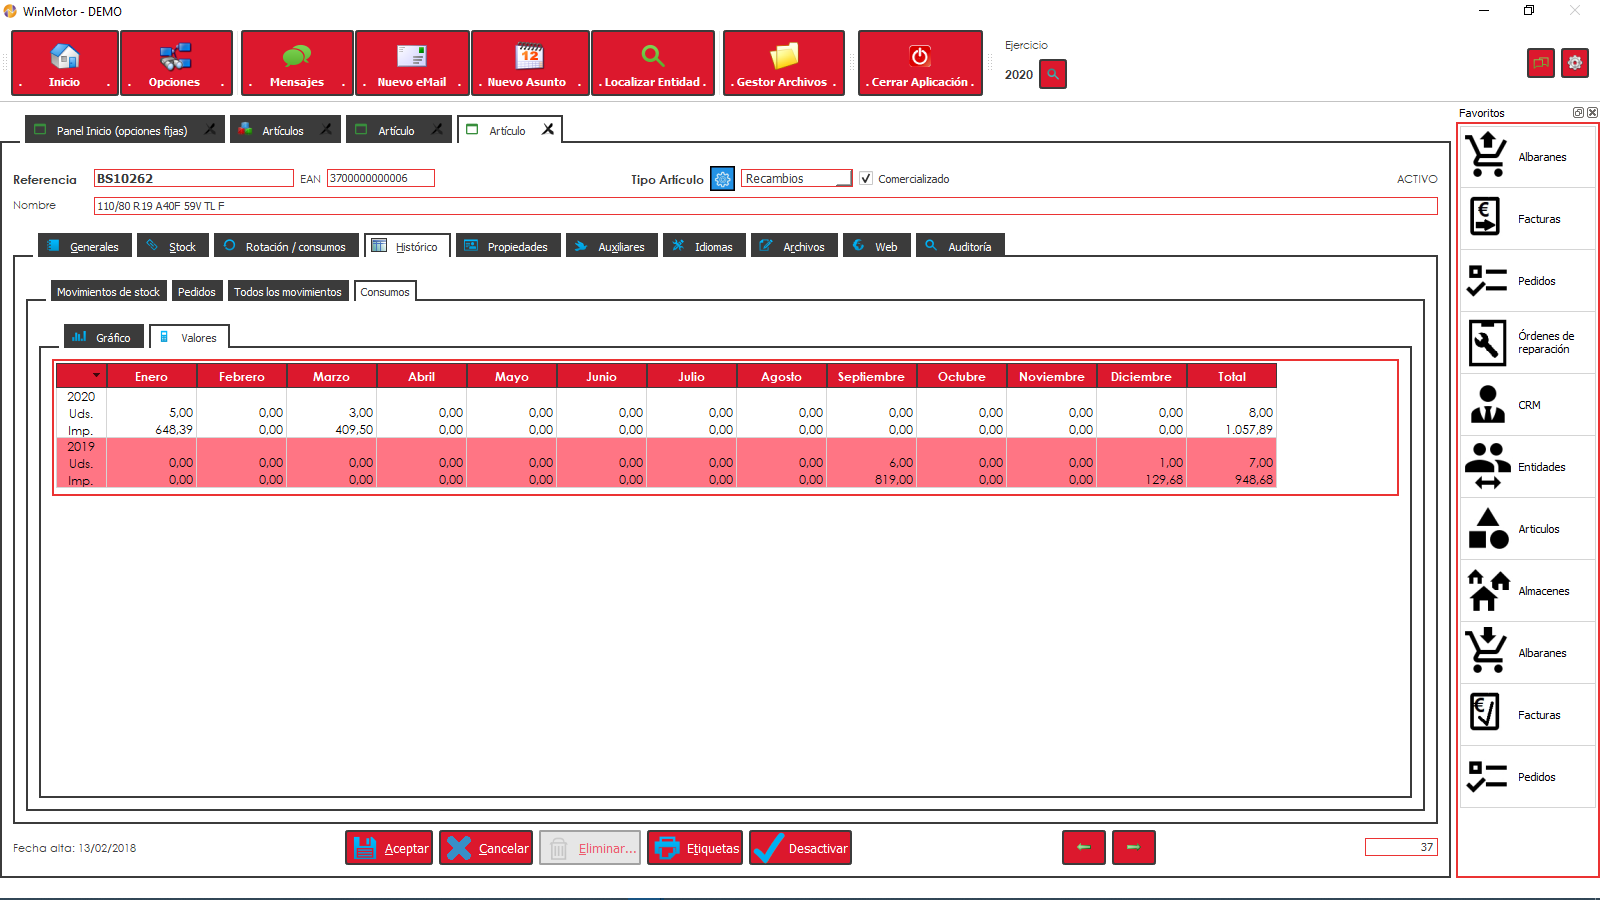 WinMotor - DEMO
. Inicio .
. Opciones .
. Mensajes .
. Nuevo eMail .
. Nuevo Asunto .
. Localizar Entidad .
. Gestor Archivos .
. Cerrar Aplicación .
Ejercicio
2020
12
Panel Inicio (opciones fijas)
Artículos
Artículo
Artículo
Referencia BS10262 EAN 3700000000006 Tipo Artículo Recambios Comercializado ACTIVO
Nombre 110/80 R19 A40F 59V TL F
Generales Stock Rotación / consumos Histórico Propiedades Auxiliares Idiomas Archivos Web Auditoría
Movimientos de stock Pedidos Todos los movimientos Consumos
Gráfico Valores
Enero Febrero Marzo Abril Mayo Junio Julio Agosto Septiembre Octubre Noviembre Diciembre Total
2020
Uds. 5,00 0,00 3,00 0,00 0,00 0,00 0,00 0,00 0,00 0,00 0,00 0,00 8,00
Imp. 648,39 0,00 409,50 0,00 0,00 0,00 0,00 0,00 0,00 0,00 0,00 0,00 1.057,89
2019
Uds. 0,00 0,00 0,00 0,00 0,00 0,00 0,00 0,00 6,00 0,00 0,00 1,00 7,00
Imp. 0,00 0,00 0,00 0,00 0,00 0,00 0,00 0,00 819,00 0,00 0,00 129,68 948,68
Fecha alta: 13/02/2018
Aceptar
Cancelar
Eliminar...
Etiquetas
Desactivar
37
Favoritos
Albaranes
€
Facturas
Pedidos
Órdenes de
reparación
CRM
Entidades
Articulos
Almacenes
Albaranes
€
Facturas
Pedidos